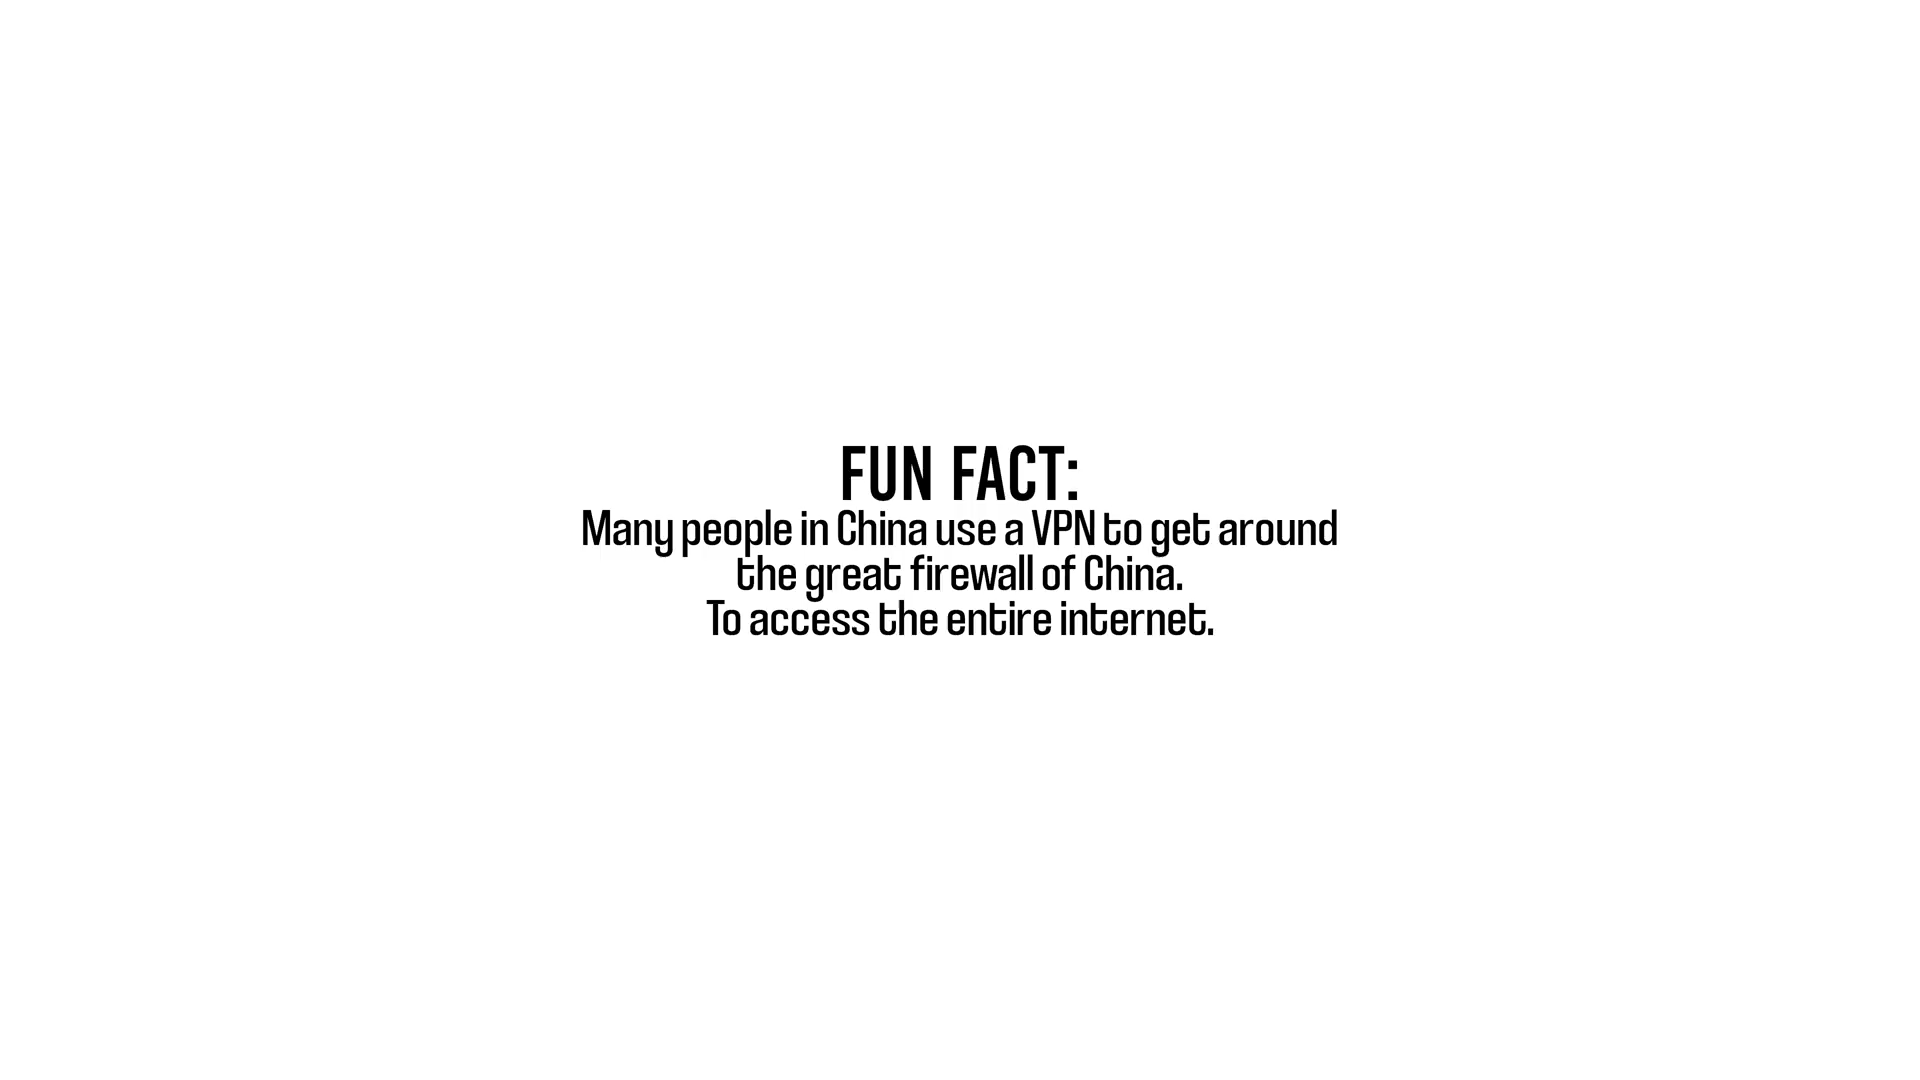 FUN FACT:
Many people in China use a VPN to get around
the great firewall of China.
To access the entire internet.